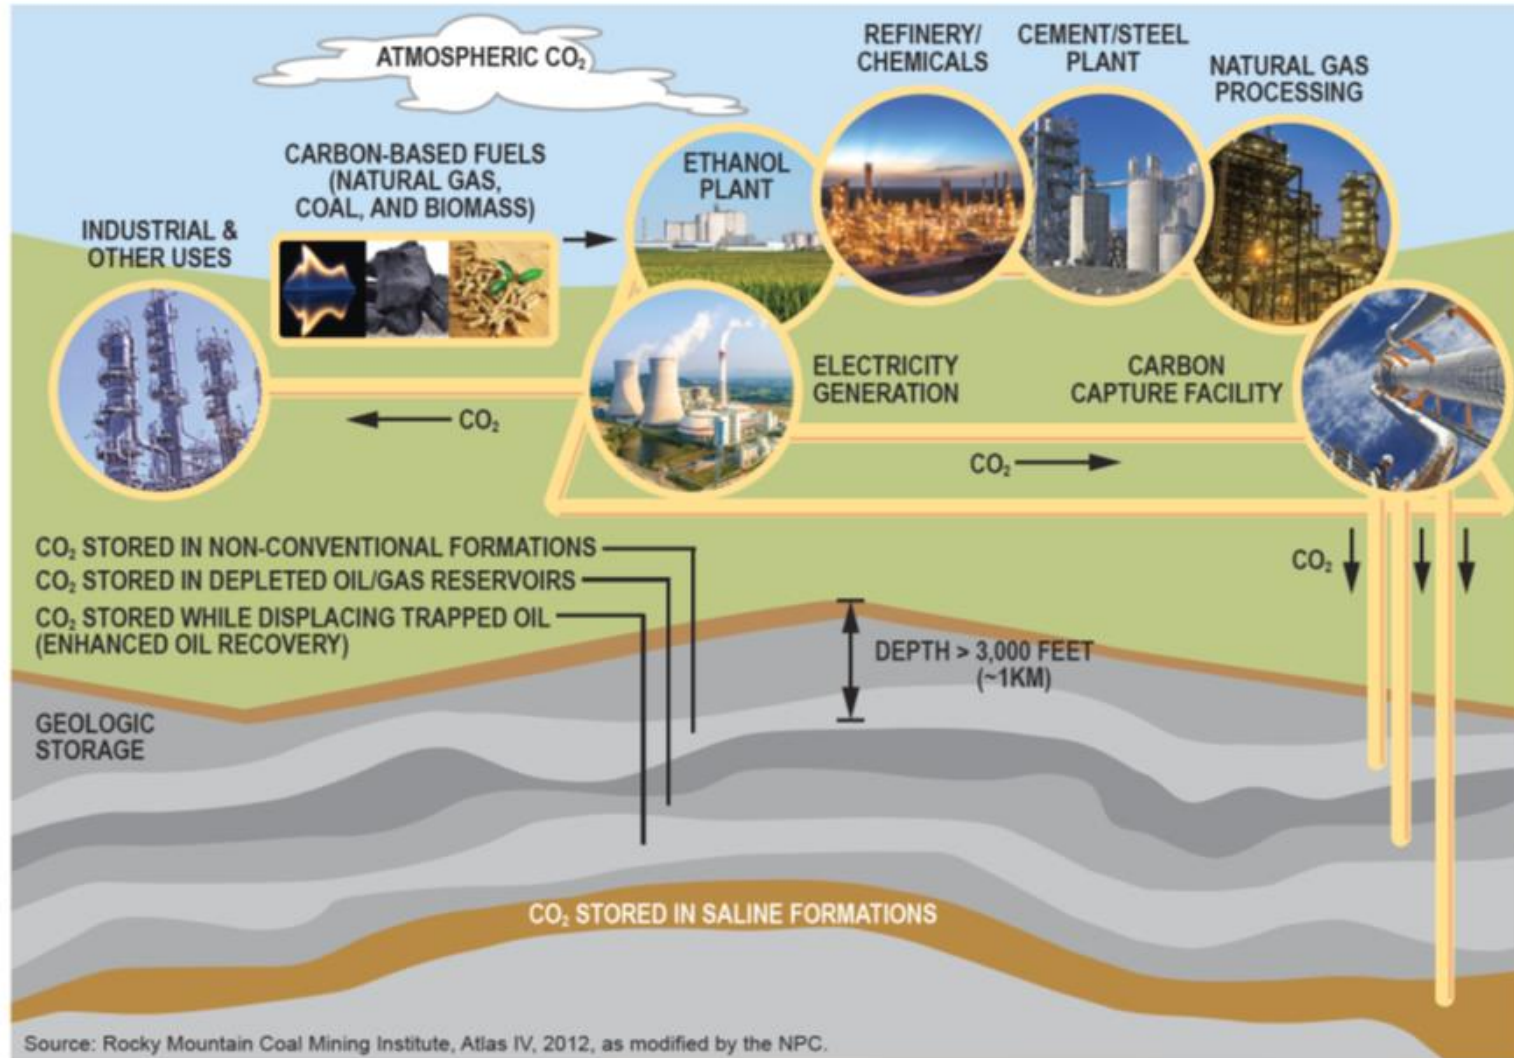 ATMOSPHERIC CO₂
REFINERY/
CHEMICALS
CEMENT/STEEL
PLANT
NATURAL GAS
PROCESSING
CARBON-BASED FUELS
(NATURAL GAS,
COAL, AND BIOMASS)
ETHANOL
PLANT
INDUSTRIAL &
OTHER USES
ELECTRICITY
GENERATION
CARBON
CAPTURE FACILITY
CO₂
CO₂
CO₂
CO₂ STORED IN NON-CONVENTIONAL FORMATIONS
CO₂ STORED IN DEPLETED OIL/GAS RESERVOIRS
CO₂ STORED WHILE DISPLACING TRAPPED OIL
(ENHANCED OIL RECOVERY)
DEPTH > 3,000 FEET
(~1KM)
GEOLOGIC
STORAGE
CO₂ STORED IN SALINE FORMATIONS
Source: Rocky Mountain Coal Mining Institute, Atlas IV, 2012, as modified by the NPC.